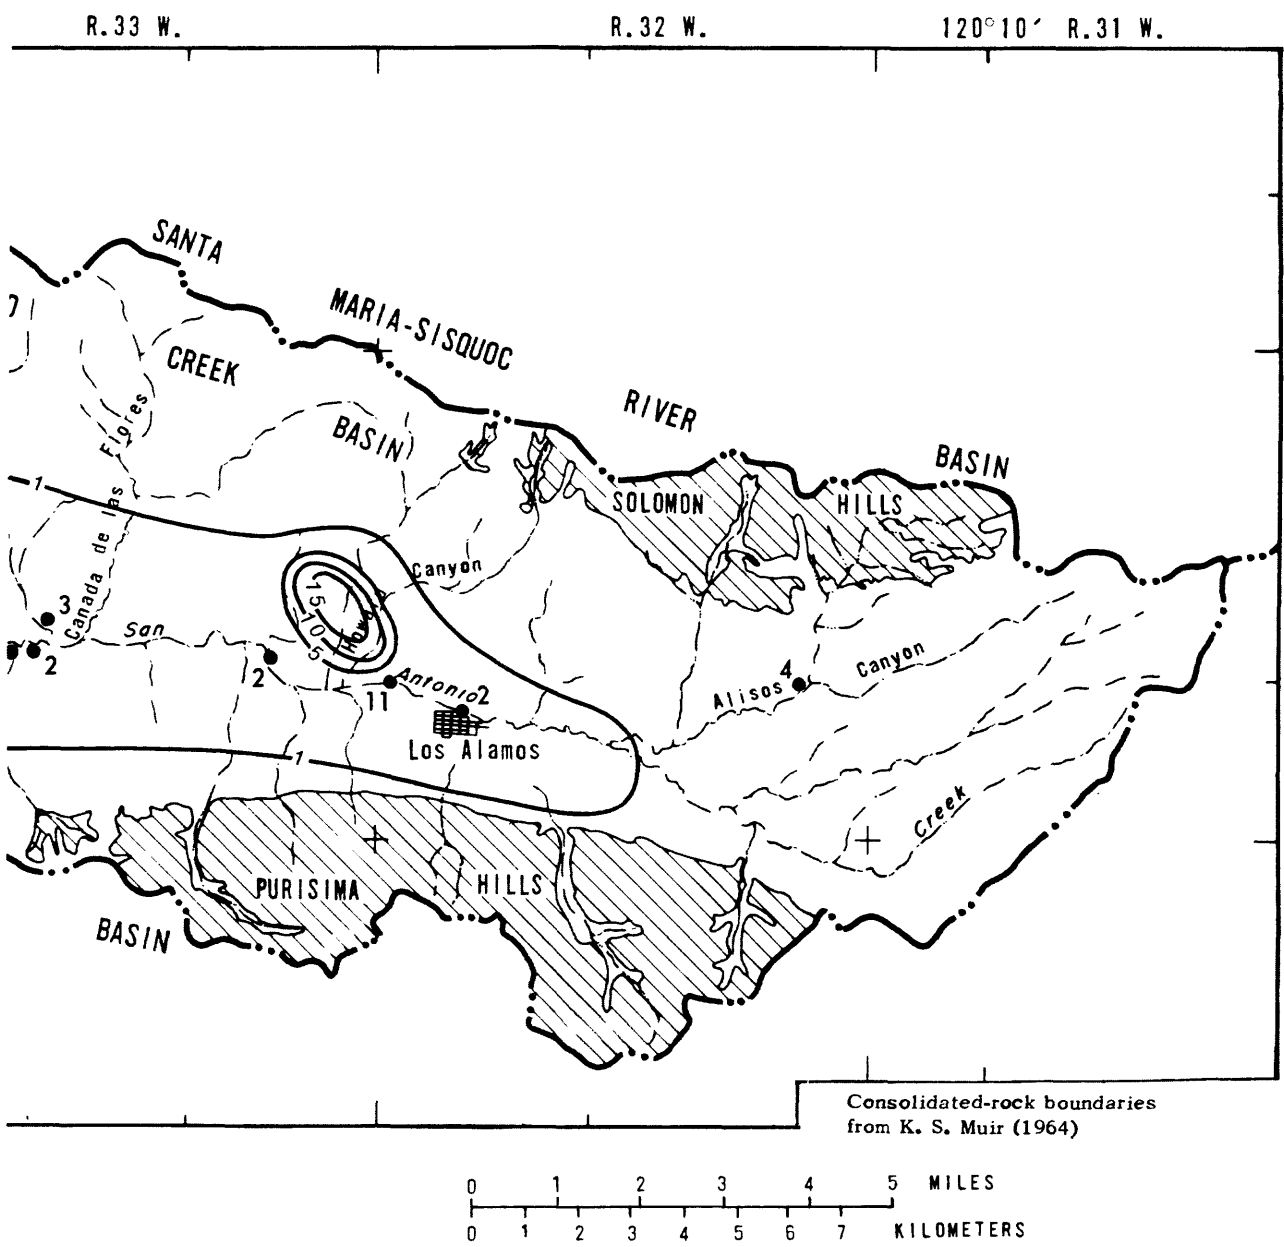 R.33 W.
R.32 W.
120°10′ R.31 W.
SANTA
MARIA-SISQUOC
RIVER
BASIN
CREEK
BASIN
SOLOMON
HILLS
Canada de las Flores
1
Canyon
Howard
15
10
5
3
2
San
2
11
Antonio
2
Los Alamos
Alisos
4
Canyon
1
Creek
PURISIMA
HILLS
BASIN
Consolidated-rock boundaries
from K. S. Muir (1964)
0 1 2 3 4 5 MILES
0 1 2 3 4 5 6 7 KILOMETERS